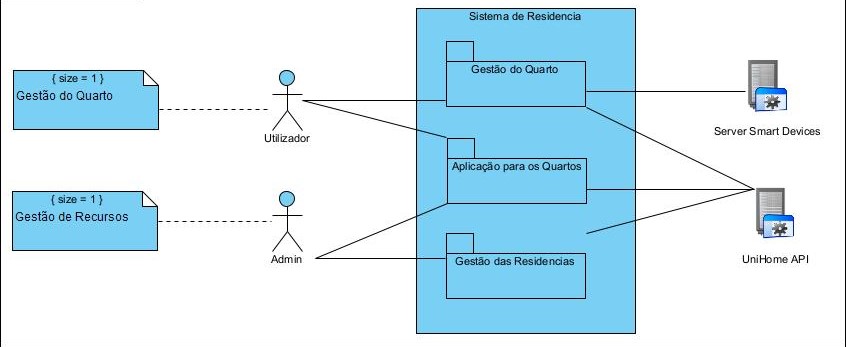 Sistema de Residencia
{ size = 1 }
Gestão do Quarto
Utilizador
Gestão do Quarto
Server Smart Devices
Aplicação para os Quartos
{ size = 1 }
Gestão de Recursos
Admin
Gestão das Residencias
UniHome API